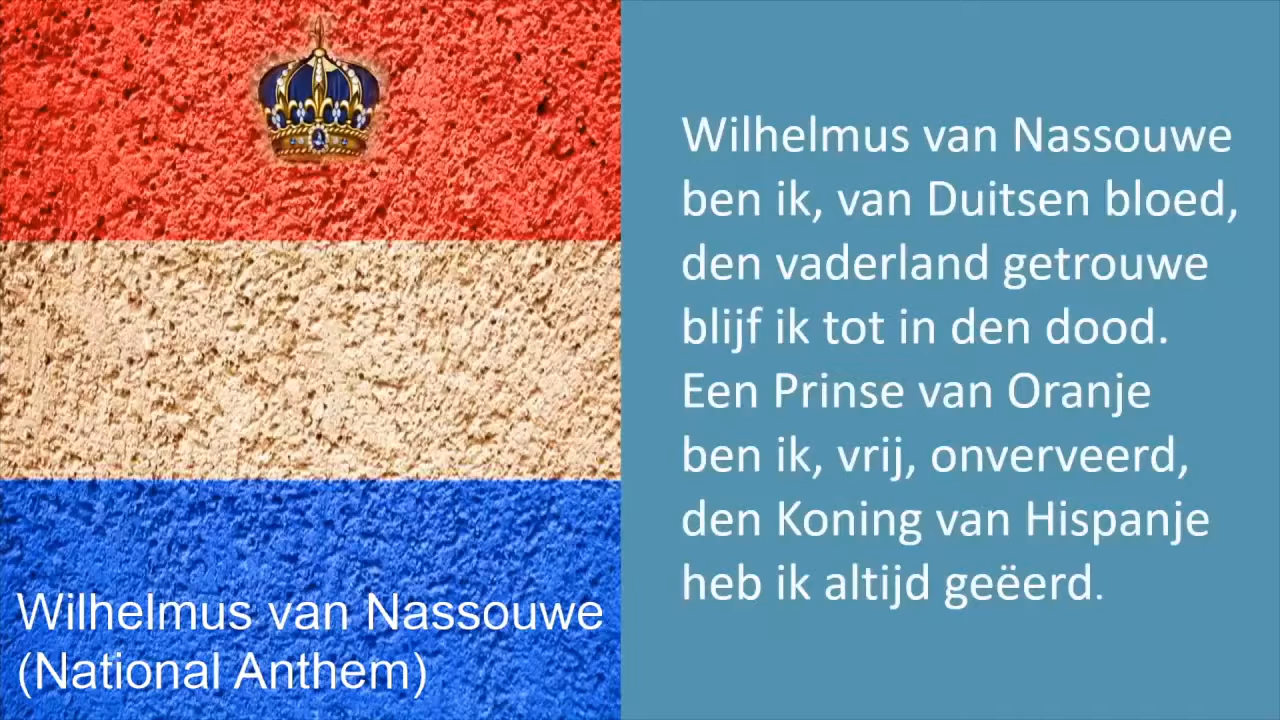 Wilhelmus van Nassouwe
ben ik, van Duitsen bloed,
den vaderland getrouwe
blijf ik tot in den dood.
Een Prinse van Oranje
ben ik, vrij, onverveerd,
den Koning van Hispanje
heb ik altijd geëerd.
Wilhelmus van Nassouwe
(National Anthem)